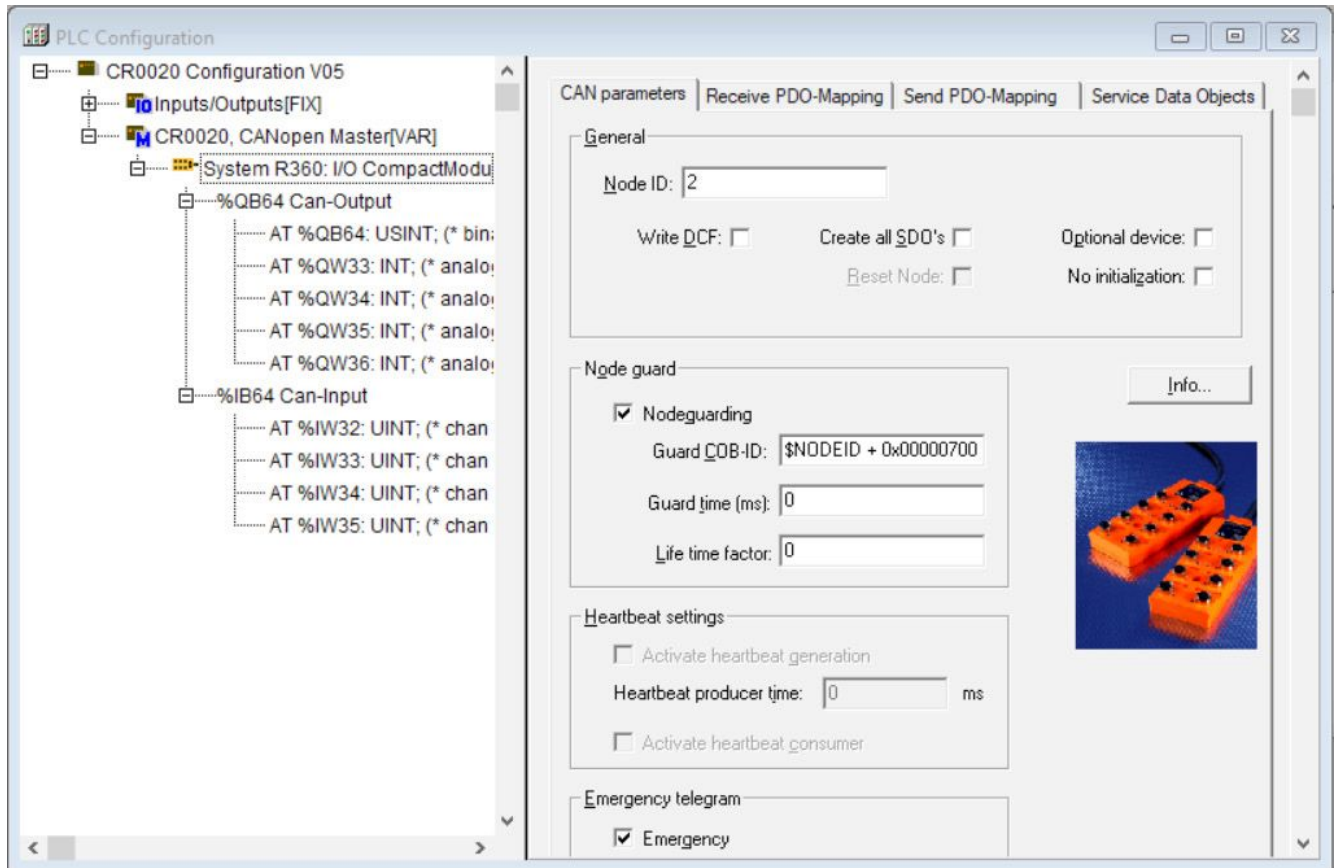 PLC Configuration
CR0020 Configuration V05
Inputs/Outputs[FIX]
CR0020, CANopen Master[VAR]
System R360: I/O CompactModu
%QB64 Can-Output
AT %QB64: USINT; (* bina
AT %QW33: INT; (* analog
AT %QW34: INT; (* analog
AT %QW35: INT; (* analog
AT %QW36: INT; (* analog
%IB64 Can-Input
AT %IW32: UINT; (* chan
AT %IW33: UINT; (* chan
AT %IW34: UINT; (* chan
AT %IW35: UINT; (* chan
CAN parameters Receive PDO-Mapping Send PDO-Mapping Service Data Objects
General
Node ID: 2
Write DCF: Create all SDO's Optional device:
Reset Node: No initialization:
Node guard
Info...
Nodeguarding
Guard COB-ID: $NODEID + 0x00000700
Guard time (ms): 0
Life time factor: 0
Heartbeat settings
Activate heartbeat generation
Heartbeat producer time: 0 ms
Activate heartbeat consumer
Emergency telegram
Emergency